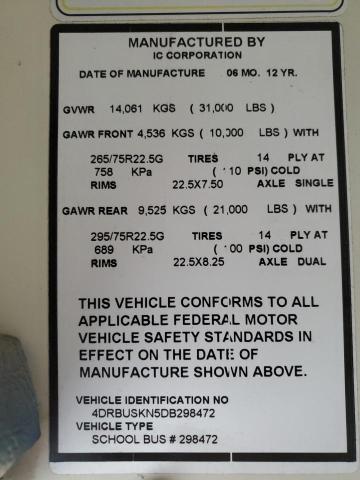 MANUFACTURED BY
IC CORPORATION
DATE OF MANUFACTURE 06 MO. 12 YR.
GVWR 14,061 KGS ( 31,000 LBS )
GAWR FRONT 4,536 KGS ( 10,000 LBS ) WITH
265/75R22.5G TIRES 14 PLY AT
758 KPa ( 110 PSI) COLD
RIMS 22.5X7.50 AXLE SINGLE
GAWR REAR 9,525 KGS ( 21,000 LBS ) WITH
295/75R22.5G TIRES 14 PLY AT
689 KPa ( 100 PSI) COLD
RIMS 22.5X8.25 AXLE DUAL
THIS VEHICLE CONFORMS TO ALL
APPLICABLE FEDERAL MOTOR
VEHICLE SAFETY STANDARDS IN
EFFECT ON THE DATE OF
MANUFACTURE SHOWN ABOVE.
VEHICLE IDENTIFICATION NO
4DRBUSKN5DB298472
VEHICLE TYPE
SCHOOL BUS # 298472